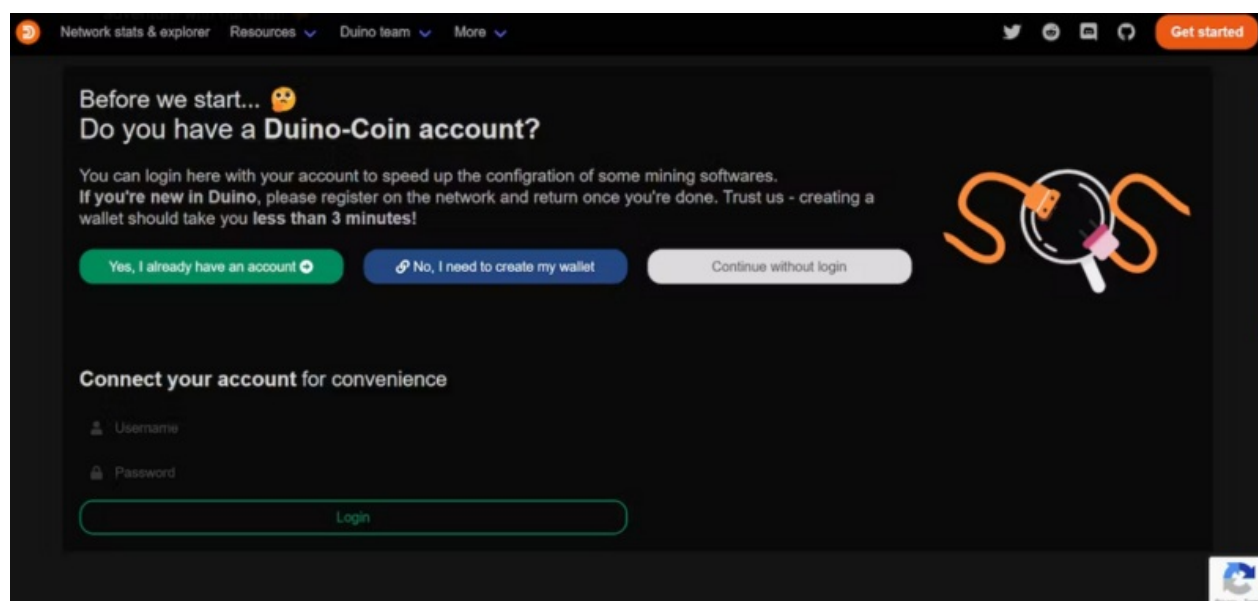 Network stats & explorer Resources Duino team More Get started
Before we start...
Do you have a Duino-Coin account?
You can login here with your account to speed up the configration of some mining softwares.
If you're new in Duino, please register on the network and return once you're done. Trust us - creating a
wallet should take you less than 3 minutes!
Yes, I already have an account No, I need to create my wallet Continue without login
Connect your account for convenience
Username
Password
Login